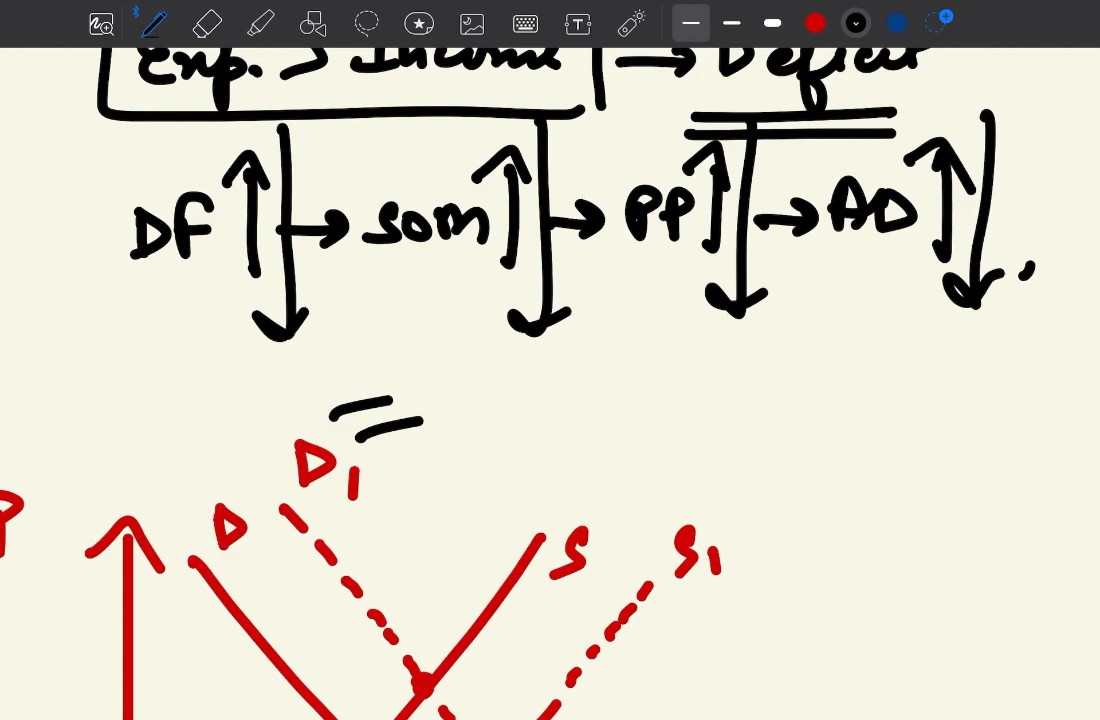 Exp. > Income → Deficit
DF ↑ → SOM ↑ → PP ↑ → AD ↑ .
D1
P D S S1